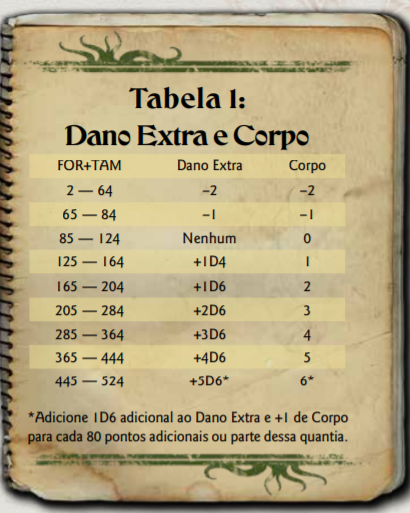 Tabela 1:
Dano Extra e Corpo
FOR+TAM Dano Extra Corpo
2 — 64 –2 –2
65 — 84 –1 –1
85 — 124 Nenhum 0
125 — 164 +1D4 1
165 — 204 +1D6 2
205 — 284 +2D6 3
285 — 364 +3D6 4
365 — 444 +4D6 5
445 — 524 +5D6* 6*
*Adicione 1D6 adicional ao Dano Extra e +1 de Corpo
para cada 80 pontos adicionais ou parte dessa quantia.